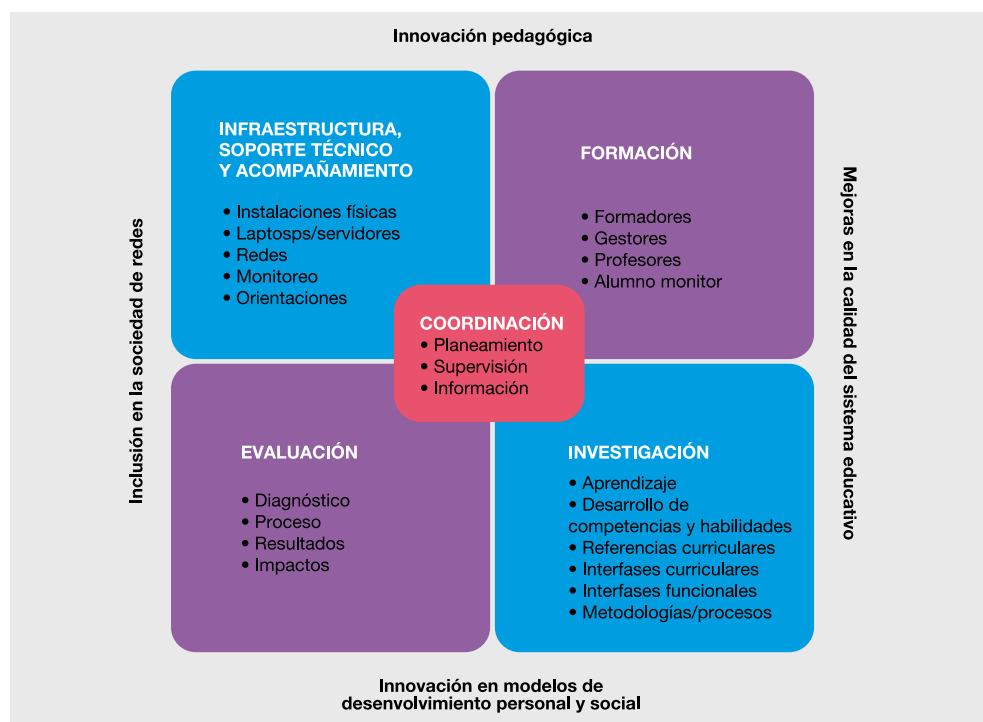 Innovación pedagógica
INFRAESTRUCTURA,
SOPORTE TÉCNICO
Y ACOMPAÑAMIENTO
• Instalaciones físicas
• Laptosps/servidores
• Redes
• Monitoreo
• Orientaciones
FORMACIÓN
• Formadores
• Gestores
• Profesores
• Alumno monitor
COORDINACIÓN
• Planeamiento
• Supervisión
• Información
EVALUACIÓN
• Diagnóstico
• Proceso
• Resultados
• Impactos
INVESTIGACIÓN
• Aprendizaje
• Desarrollo de
competencias y habilidades
• Referencias curriculares
• Interfases curriculares
• Interfases funcionales
• Metodologías/procesos
Inclusión en la sociedad de redes
Mejoras en la calidad del sistema educativo
Innovación en modelos de
desenvolvimiento personal y social